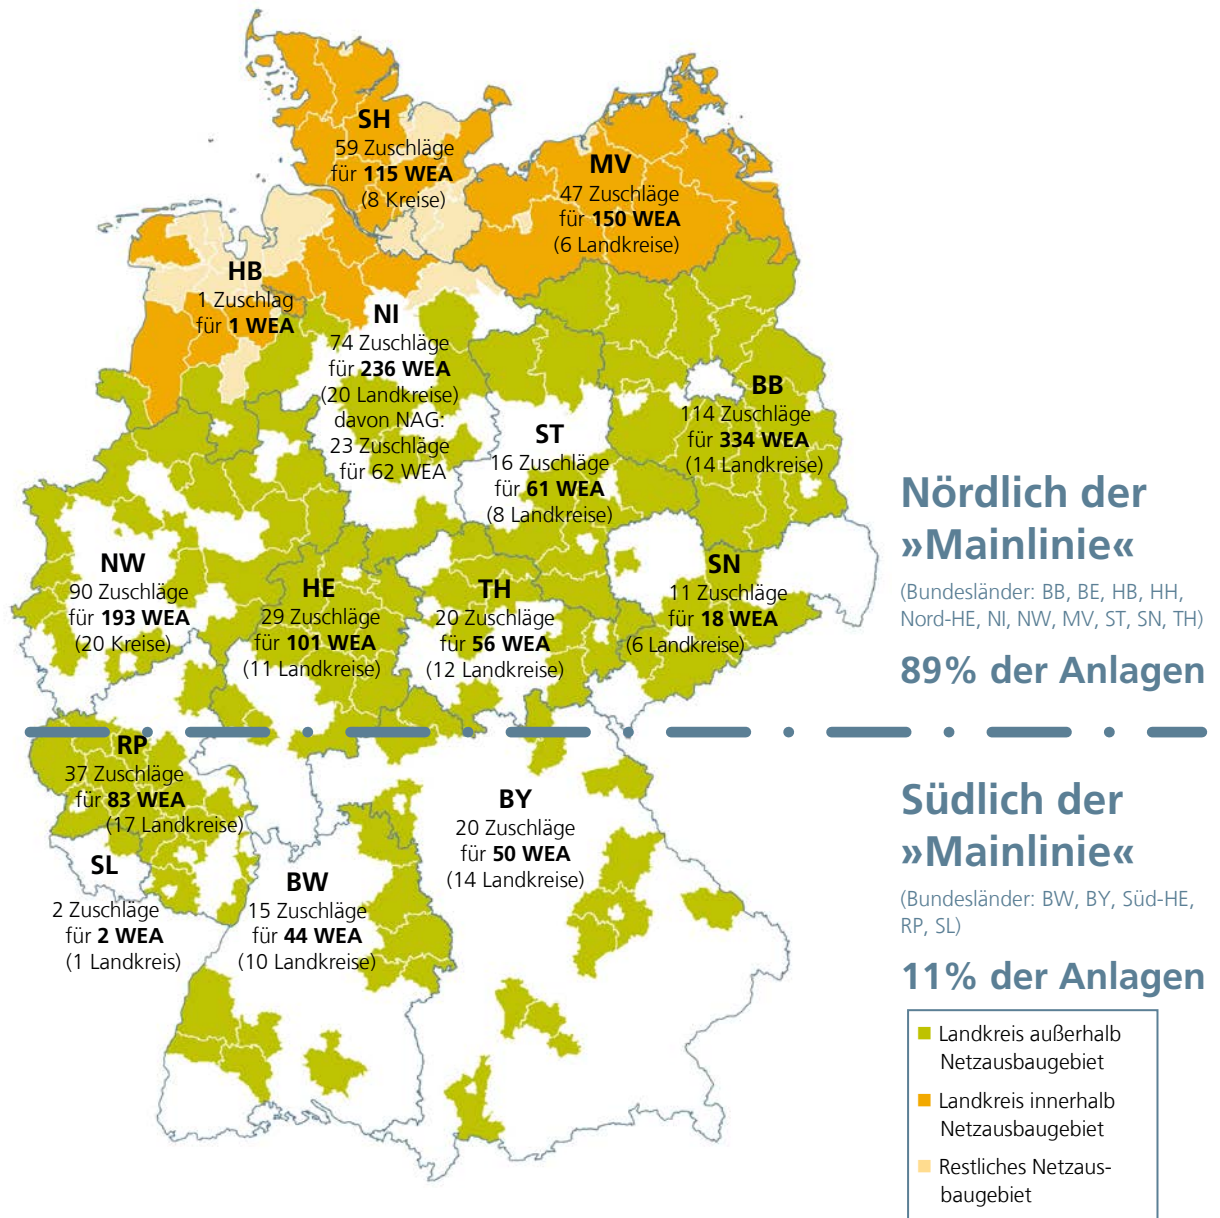 SH
59 Zuschläge
für 115 WEA
(8 Kreise)
MV
47 Zuschläge
für 150 WEA
(6 Landkreise)
HB
1 Zuschlag
für 1 WEA
NI
74 Zuschläge
für 236 WEA
(20 Landkreise)
davon NAG:
23 Zuschläge
für 62 WEA
BB
114 Zuschläge
für 334 WEA
(14 Landkreise)
ST
16 Zuschläge
für 61 WEA
(8 Landkreise)
NW
90 Zuschläge
für 193 WEA
(20 Kreise)
HE
29 Zuschläge
für 101 WEA
(11 Landkreise)
TH
20 Zuschläge
für 56 WEA
(12 Landkreise)
SN
11 Zuschläge
für 18 WEA
(6 Landkreise)
RP
37 Zuschläge
für 83 WEA
(17 Landkreise)
SL
2 Zuschläge
für 2 WEA
(1 Landkreis)
BW
15 Zuschläge
für 44 WEA
(10 Landkreise)
BY
20 Zuschläge
für 50 WEA
(14 Landkreise)
Nördlich der
»Mainlinie«
(Bundesländer: BB, BE, HB, HH,
Nord-HE, NI, NW, MV, ST, SN, TH)
89% der Anlagen
Südlich der
»Mainlinie«
(Bundesländer: BW, BY, Süd-HE,
RP, SL)
11% der Anlagen
Landkreis außerhalb
Netzausbaugebiet
Landkreis innerhalb
Netzausbaugebiet
Restliches Netzaus-
baugebiet